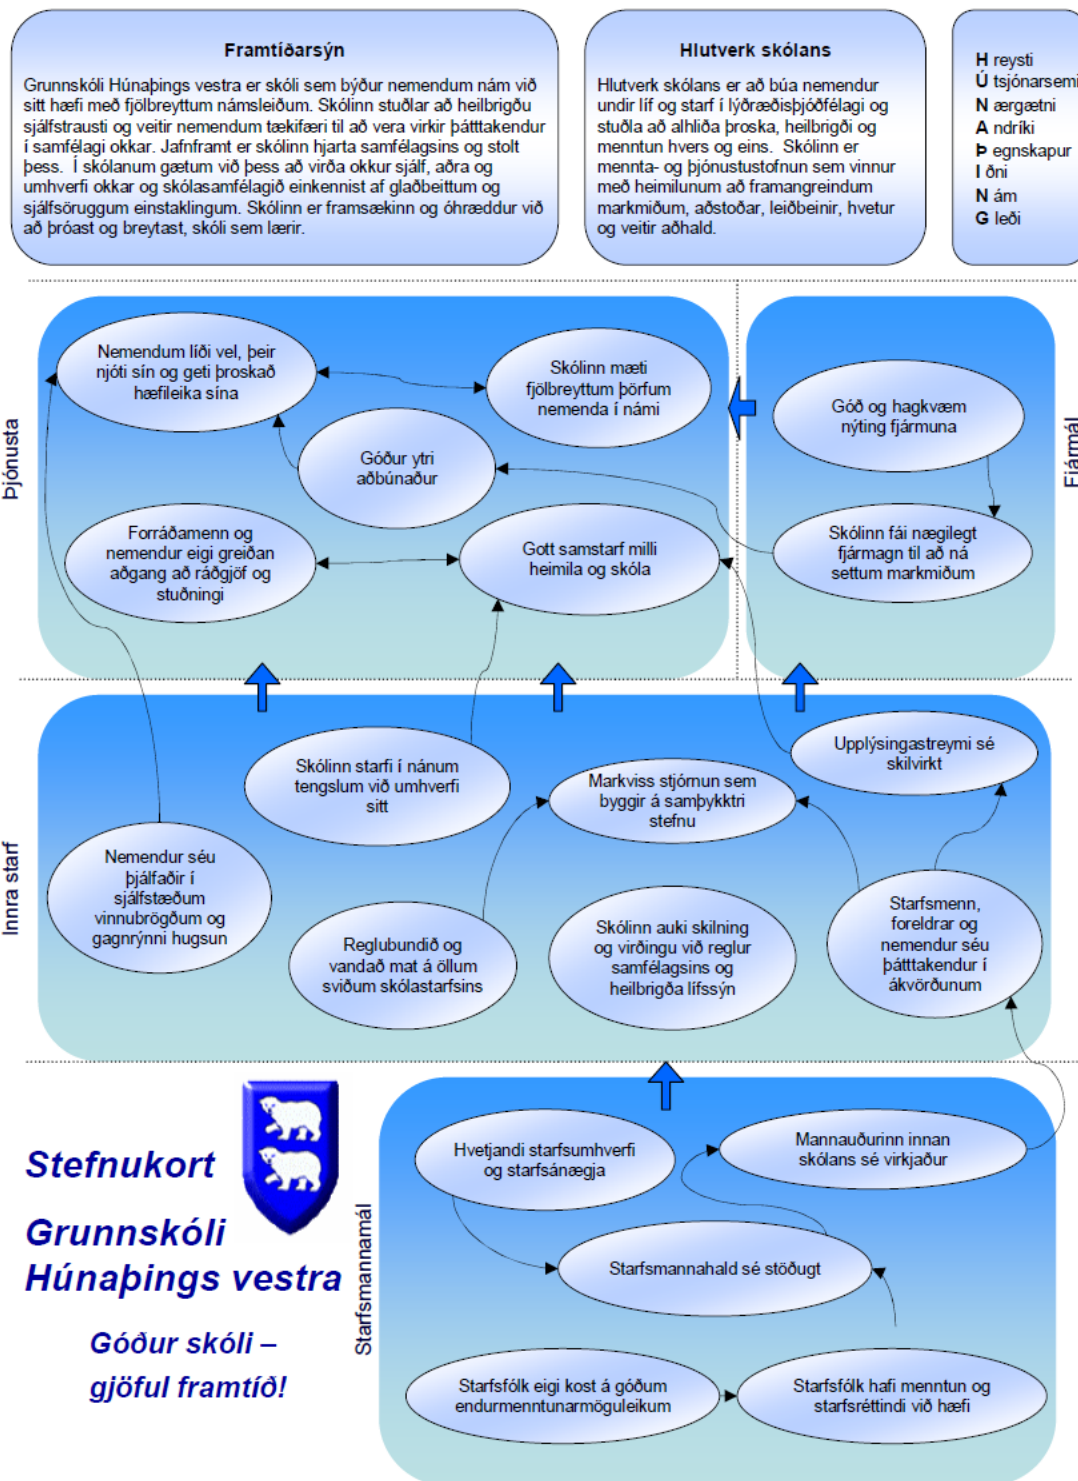 Framtíðarsýn
Grunnskóli Húnaþings vestra er skóli sem býður nemendum nám við
sitt hæfi með fjölbreyttum námsleiðum. Skólinn stuðlar að heilbrigðu
sjálfstrausti og veitir nemendum tækifæri til að vera virkir þátttakendur
í samfélagi okkar. Jafnframt er skólinn hjarta samfélagsins og stolt
þess. Í skólanum gætum við þess að virða okkur sjálf, aðra og
umhverfi okkar og skólasamfélagið einkennist af glaðbeittum og
sjálfsöruggum einstaklingum. Skólinn er framsækinn og óhræddur við
að þróast og breytast, skóli sem lærir.
Hlutverk skólans
Hlutverk skólans er að búa nemendur
undir líf og starf í lýðræðisþjóðfélagi og
stuðla að alhliða þroska, heilbrigði og
menntun hvers og eins. Skólinn er
mennta- og þjónustustofnun sem vinnur
með heimilunum að framangreindum
markmiðum, aðstoðar, leiðbeinir, hvetur
og veitir aðhald.
H reysti
Ú tsjónarsemi
N ærgætni
A ndríki
Þ egnskapur
I ðni
N ám
G leði
Þjónusta
Nemendum líði vel, þeir
njóti sín og geti þroskað
hæfileika sína
Skólinn mæti
fjölbreyttum þörfum
nemenda í námi
Góður ytri
aðbúnaður
Forráðamenn og
nemendur eigi greiðan
aðgang að ráðgjöf og
stuðningi
Gott samstarf milli
heimila og skóla
Fjármál
Góð og hagkvæm
nýting fjármuna
Skólinn fái nægilegt
fjármagn til að ná
settum markmiðum
Innra starf
Skólinn starfi í nánum
tengslum við umhverfi
sitt
Markviss stjórnun sem
byggir á samþykktri
stefnu
Upplýsingastreymi sé
skilvirkt
Nemendur séu
þjálfaðir í
sjálfstæðum
vinnubrögðum og
gagnrýnni hugsun
Reglubundið og
vandað mat á öllum
sviðum skólastarfsins
Skólinn auki skilning
og virðingu við reglur
samfélagsins og
heilbrigða lífssýn
Starfsmenn,
foreldrar og
nemendur séu
þátttakendur í
ákvörðunum
Stefnukort
Grunnskóli
Húnaþings vestra
Góður skóli –
gjöful framtíð!
Starfsmannamál
Hvetjandi starfsumhverfi
og starfsánægja
Mannauðurinn innan
skólans sé virkjaður
Starfsmannahald sé stöðugt
Starfsfólk eigi kost á góðum
endurmenntunarmöguleikum
Starfsfólk hafi menntun og
starfsréttindi við hæfi